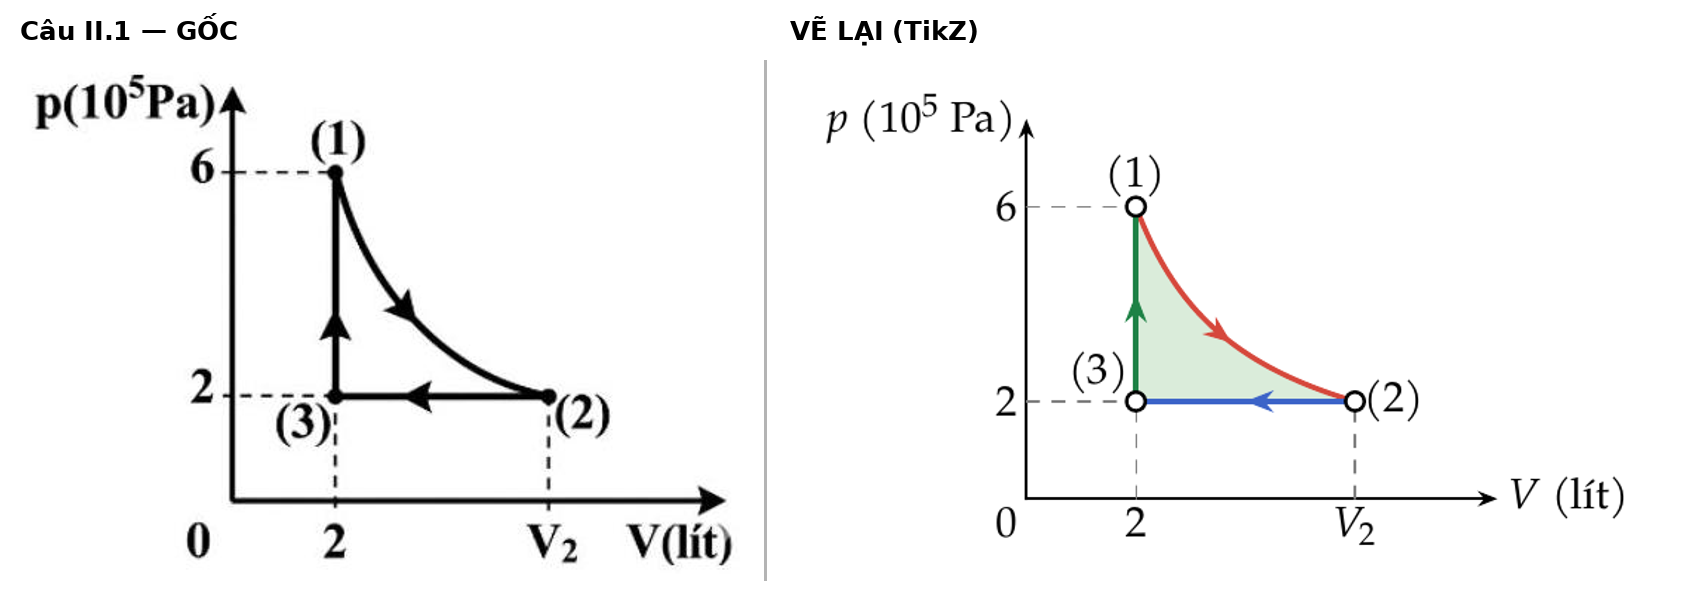 Câu II.1 — GỐC
p(10⁵Pa)
(1)
6
2
(3)
(2)
0
2
V₂
V(lít)
VẼ LẠI (TikZ)
p (10⁵ Pa)
(1)
6
(3)
2
(2)
V (lít)
0
2
V₂